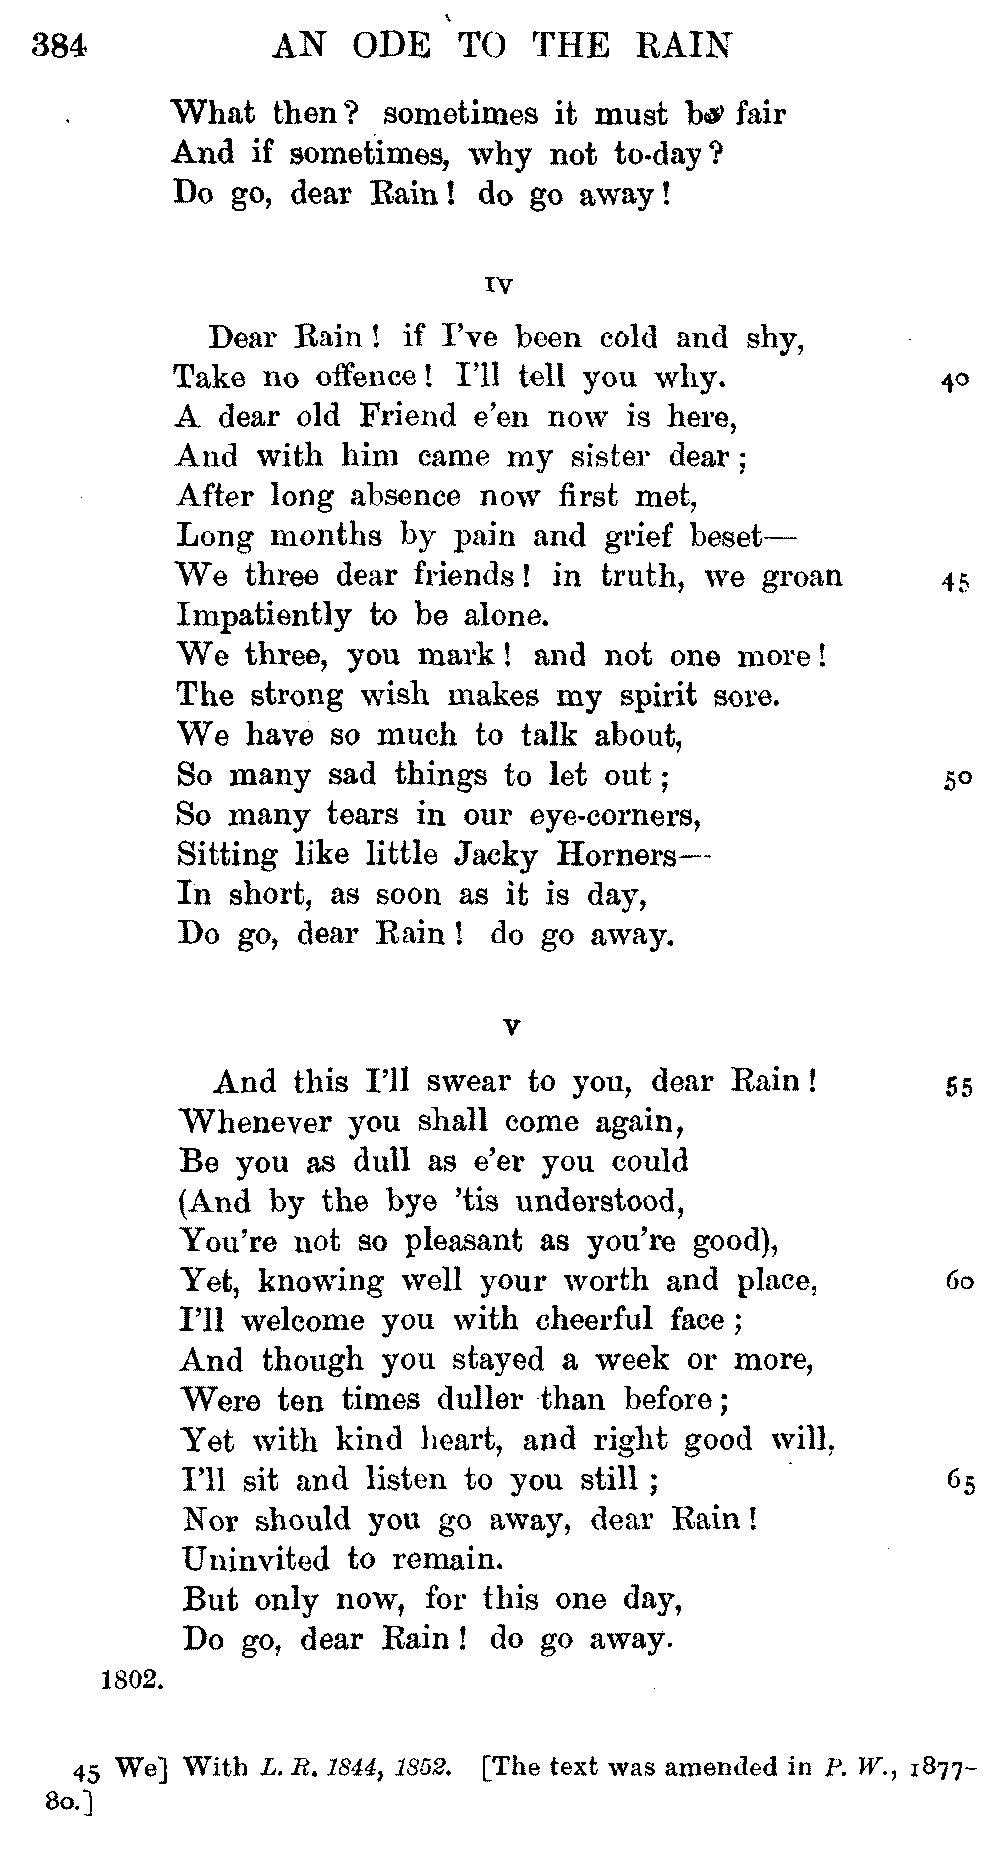 384 AN ODE TO THE RAIN
What then? sometimes it must be fair
And if sometimes, why not to-day?
Do go, dear Rain! do go away!
IV
Dear Rain! if I've been cold and shy,
Take no offence! I'll tell you why. 40
A dear old Friend e'en now is here,
And with him came my sister dear;
After long absence now first met,
Long months by pain and grief beset—
We three dear friends! in truth, we groan 45
Impatiently to be alone.
We three, you mark! and not one more!
The strong wish makes my spirit sore.
We have so much to talk about,
So many sad things to let out; 50
So many tears in our eye-corners,
Sitting like little Jacky Horners—
In short, as soon as it is day,
Do go, dear Rain! do go away.
V
And this I'll swear to you, dear Rain! 55
Whenever you shall come again,
Be you as dull as e'er you could
(And by the bye 'tis understood,
You're not so pleasant as you're good),
Yet, knowing well your worth and place, 60
I'll welcome you with cheerful face;
And though you stayed a week or more,
Were ten times duller than before;
Yet with kind heart, and right good will,
I'll sit and listen to you still; 65
Nor should you go away, dear Rain!
Uninvited to remain.
But only now, for this one day,
Do go, dear Rain! do go away.
1802.
45 We] With L. R. 1844, 1852. [The text was amended in P. W., 1877-
80.]